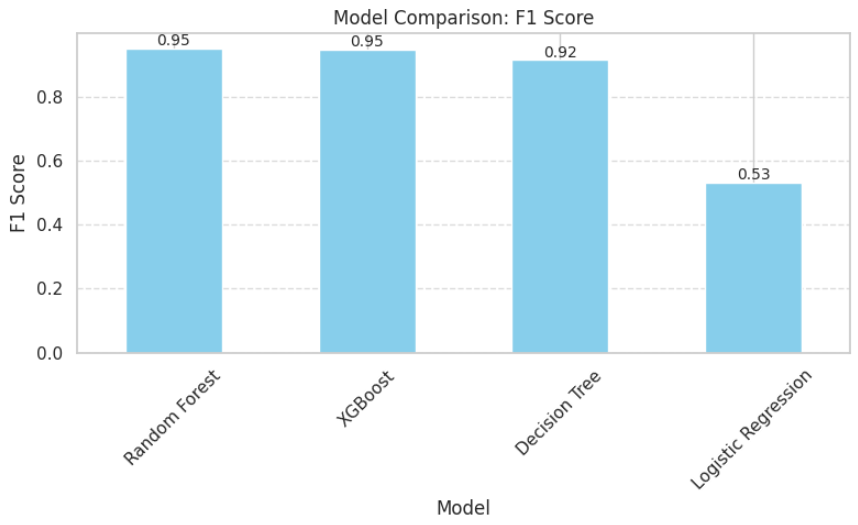 Model Comparison: F1 Score
0.95
0.95
0.92
0.53
0.8
0.6
0.4
0.2
0.0
F1 Score
Random Forest
XGBoost
Decision Tree
Logistic Regression
Model